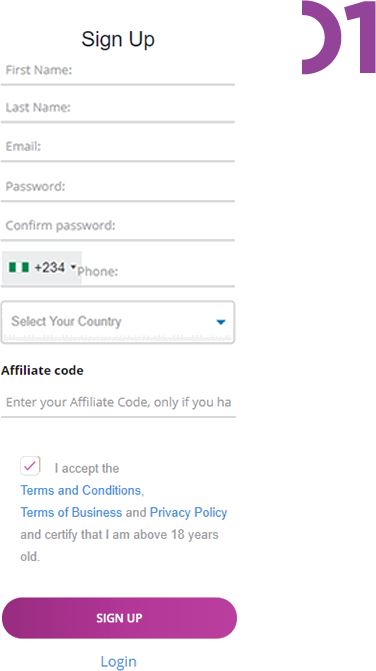 01
Sign Up
First Name:
Last Name:
Email:
Password:
Confirm password:
+234 Phone:
Select Your Country
Affiliate code
Enter your Affiliate Code, only if you ha
I accept the
Terms and Conditions,
Terms of Business and Privacy Policy
and certify that I am above 18 years
old.
SIGN UP
Login